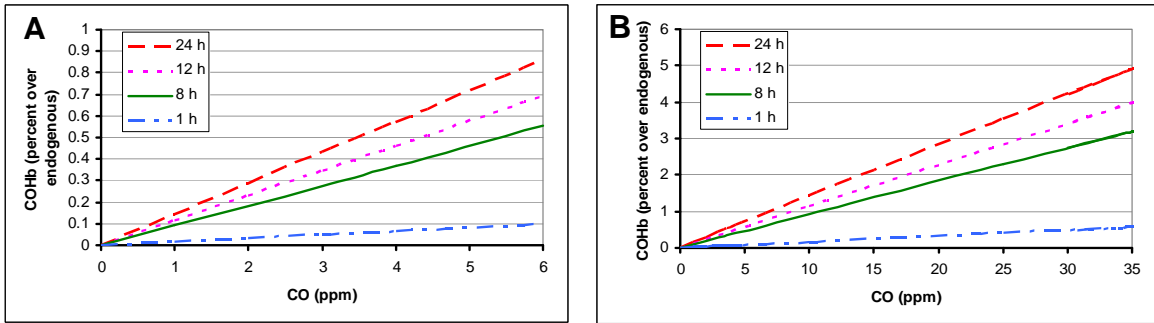 A
COHb (percent over
endogenous)
1
0.9
0.8
0.7
0.6
0.5
0.4
0.3
0.2
0.1
0
24 h
12 h
8 h
1 h
0 1 2 3 4 5 6
CO (ppm)
B
COHb (percent over endogenous)
6
5
4
3
2
1
0
24 h
12 h
8 h
1 h
0 5 10 15 20 25 30 35
CO (ppm)